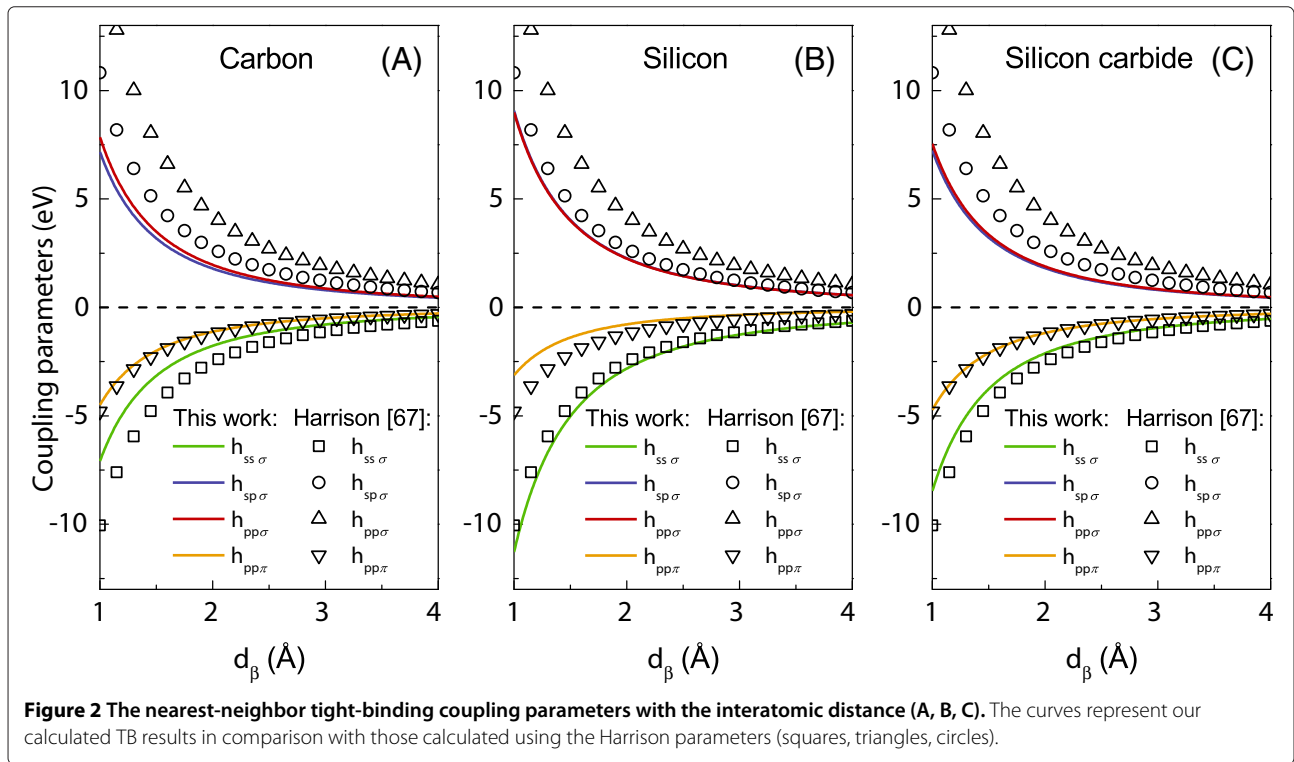 Carbon (A)
Silicon (B)
Silicon carbide (C)
Coupling parameters (eV)
10
5
0
-5
-10
This work: Harrison [67]:
h_ssσ h_ssσ
h_spσ h_spσ
h_ppσ h_ppσ
h_ppπ h_ppπ
1 2 3 4
d_β (Å)
10
5
0
-5
-10
This work: Harrison [67]:
h_ssσ h_ssσ
h_spσ h_spσ
h_ppσ h_ppσ
h_ppπ h_ppπ
1 2 3 4
d_β (Å)
10
5
0
-5
-10
This work: Harrison [67]:
h_ssσ h_ssσ
h_spσ h_spσ
h_ppσ h_ppσ
h_ppπ h_ppπ
1 2 3 4
d_β (Å)
Figure 2 The nearest-neighbor tight-binding coupling parameters with the interatomic distance (A, B, C). The curves represent our
calculated TB results in comparison with those calculated using the Harrison parameters (squares, triangles, circles).